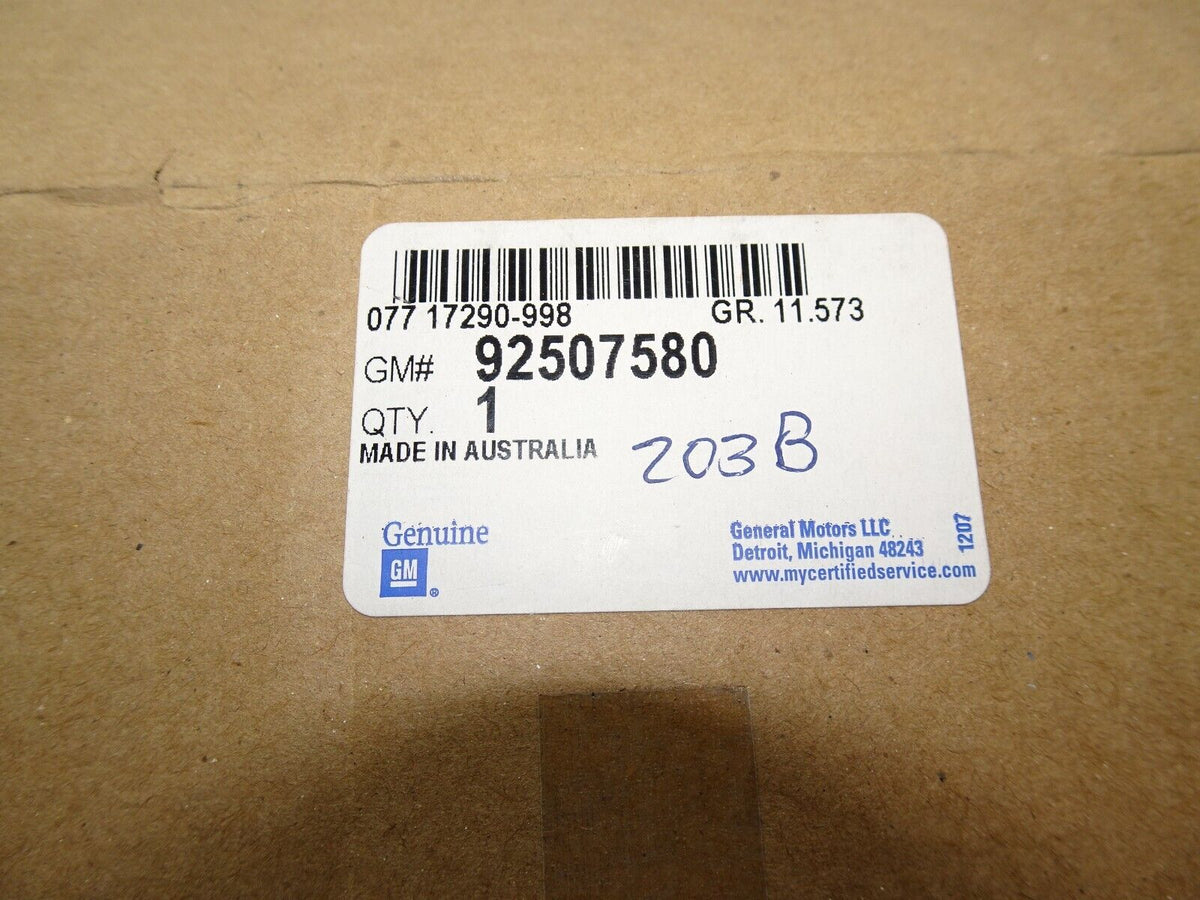 077 17290-998 GR. 11.573
GM# 92507580
QTY. 1
MADE IN AUSTRALIA
203B
Genuine
GM ®
General Motors LLC
Detroit, Michigan 48243
www.mycertifiedservice.com
1207